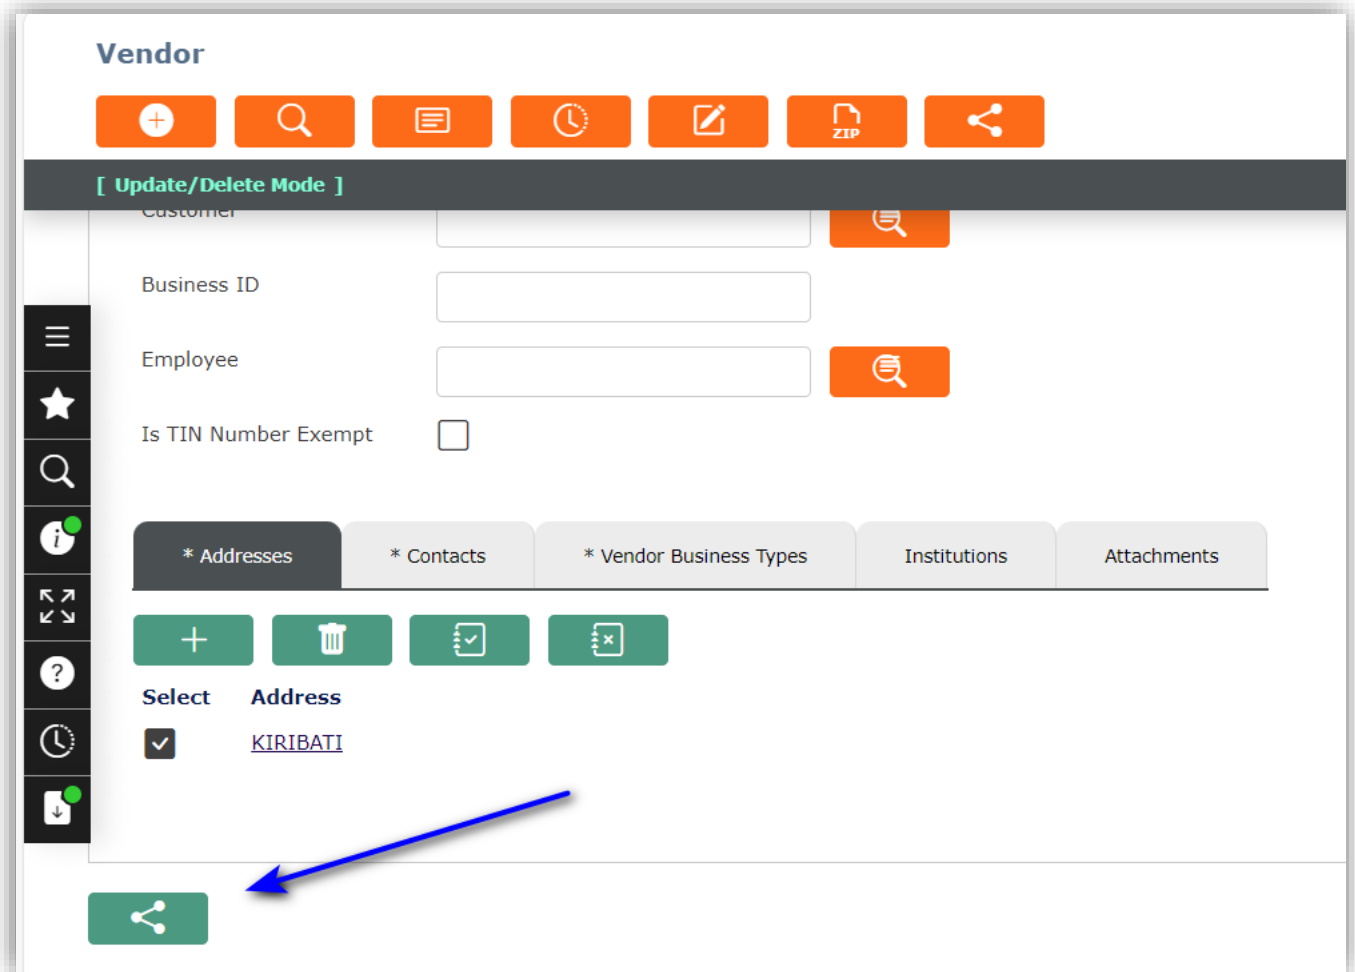 Vendor
ZIP
[ Update/Delete Mode ]
Customer
Business ID
Employee
Is TIN Number Exempt
* Addresses * Contacts * Vendor Business Types Institutions Attachments
Select Address
KIRIBATI